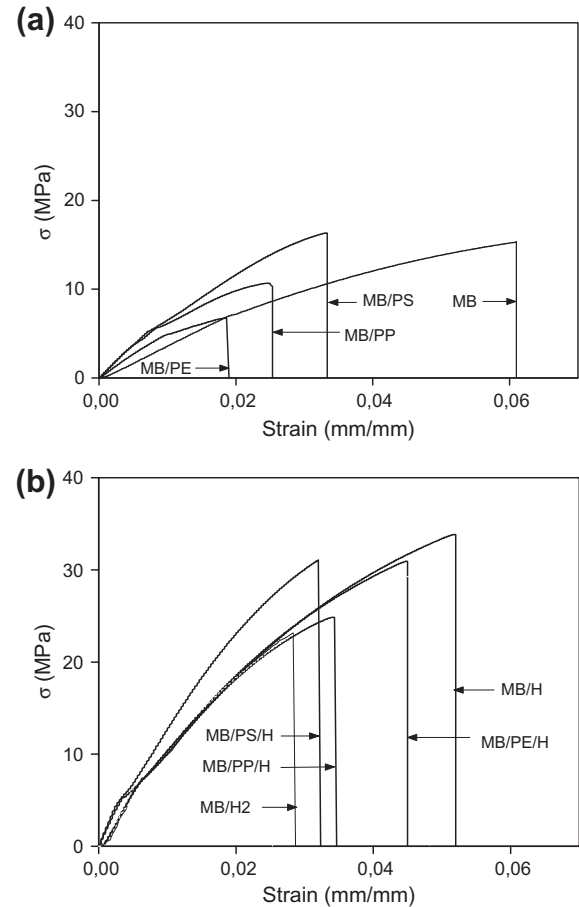 (a)
40
30
20
10
0
σ (MPa)
MB/PS
MB
MB/PP
MB/PE
0,00
0,02
0,04
0,06
Strain (mm/mm)
(b)
40
30
20
10
0
σ (MPa)
MB/H
MB/PS/H
MB/PE/H
MB/PP/H
MB/H2
0,00
0,02
0,04
0,06
Strain (mm/mm)